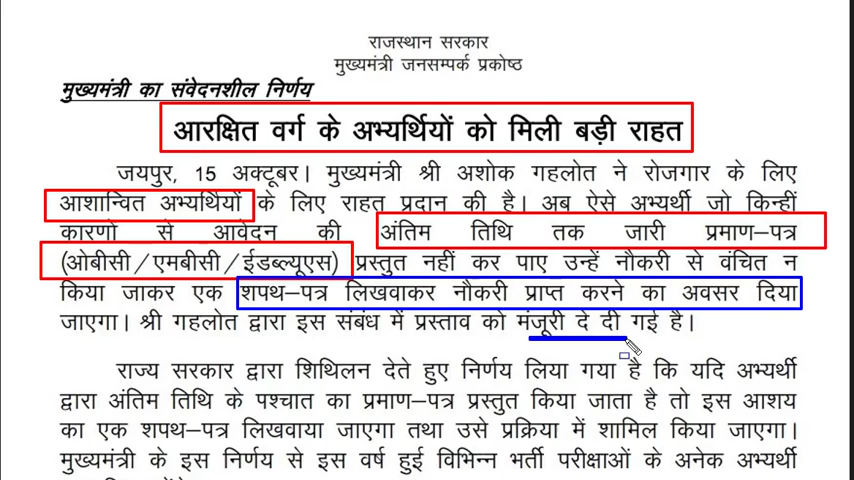 राजस्थान सरकार
मुख्यमंत्री जनसम्पर्क प्रकोष्ठ
मुख्यमंत्री का संवेदनशील निर्णय
आरक्षित वर्ग के अभ्यर्थियों को मिली बड़ी राहत
जयपुर, 15 अक्टूबर। मुख्यमंत्री श्री अशोक गहलोत ने रोजगार के लिए
आशान्वित अभ्यर्थियों के लिए राहत प्रदान की है। अब ऐसे अभ्यर्थी जो किन्हीं
कारणो से आवेदन की अंतिम तिथि तक जारी प्रमाण–पत्र
(ओबीसी/एमबीसी/ईडब्ल्यूएस) प्रस्तुत नहीं कर पाए उन्हें नौकरी से वंचित न
किया जाकर एक शपथ–पत्र लिखवाकर नौकरी प्राप्त करने का अवसर दिया
जाएगा। श्री गहलोत द्वारा इस संबंध में प्रस्ताव को मंजूरी दे दी गई है।
राज्य सरकार द्वारा शिथिलन देते हुए निर्णय लिया गया है कि यदि अभ्यर्थी
द्वारा अंतिम तिथि के पश्चात का प्रमाण–पत्र प्रस्तुत किया जाता है तो इस आशय
का एक शपथ–पत्र लिखवाया जाएगा तथा उसे प्रक्रिया में शामिल किया जाएगा।
मुख्यमंत्री के इस निर्णय से इस वर्ष हुई विभिन्न भर्ती परीक्षाओं के अनेक अभ्यर्थी